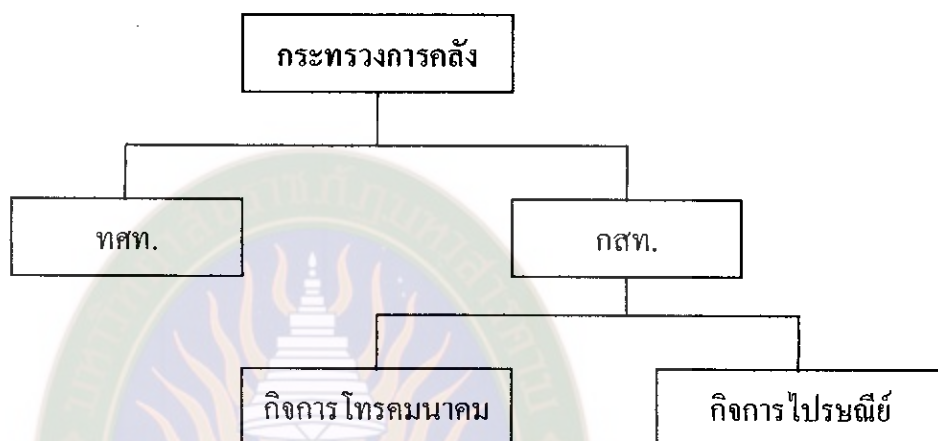 กระทรวงการคลัง
ทศท.
กสท.
กิจการโทรคมนาคม
กิจการไปรษณีย์